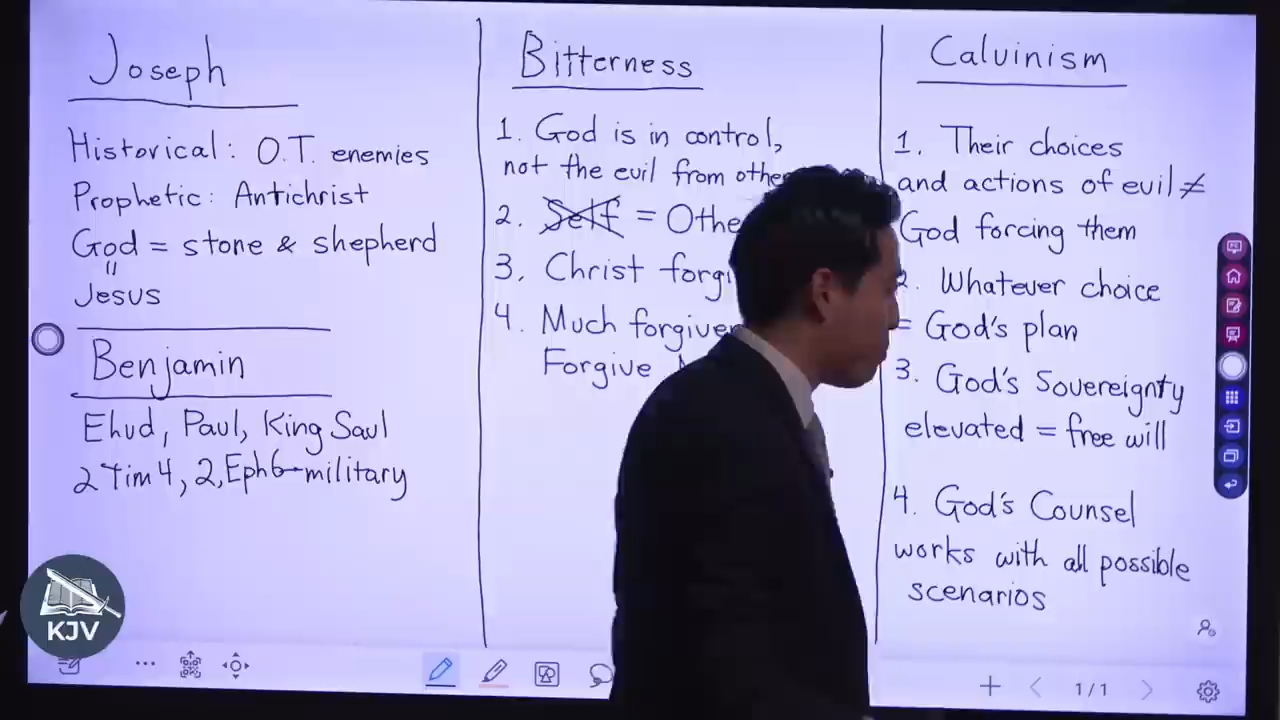 Joseph
Historical: O.T. enemies
Prophetic: Antichrist
God = stone & shepherd
"
Jesus
Benjamin
Ehud, Paul, King Saul
2 Tim 4, 2, Eph 6-military
Bitterness
1. God is in control,
not the evil from othe
2. Self = Othe
3. Christ forgi
4. Much forgiven
Forgive
Calvinism
1. Their choices
and actions of evil ≠
God forcing them
2. Whatever choice
= God's plan
3. God's Sovereignty
elevated = free will
4. God's Counsel
works with all possible
scenarios
KJV
1/1